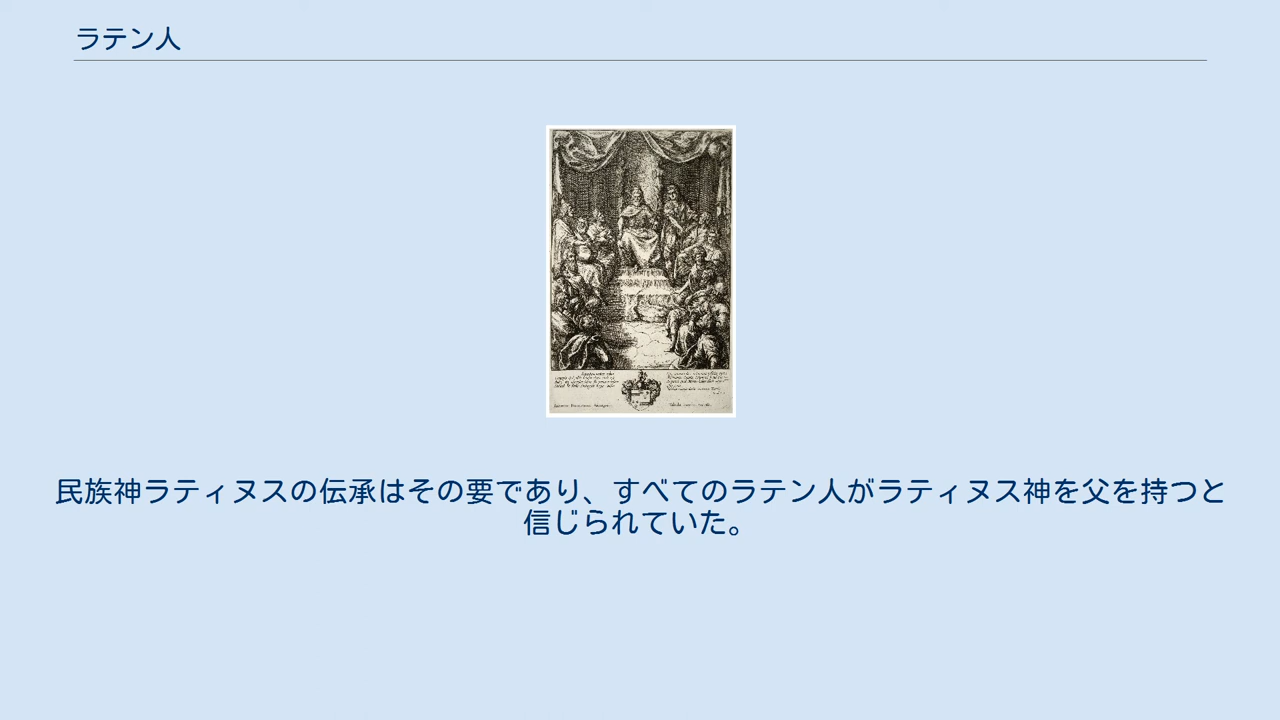 ラテン人
民族神ラティヌスの伝承はその要であり、すべてのラテン人がラティヌス神を父を持つと
信じられていた。